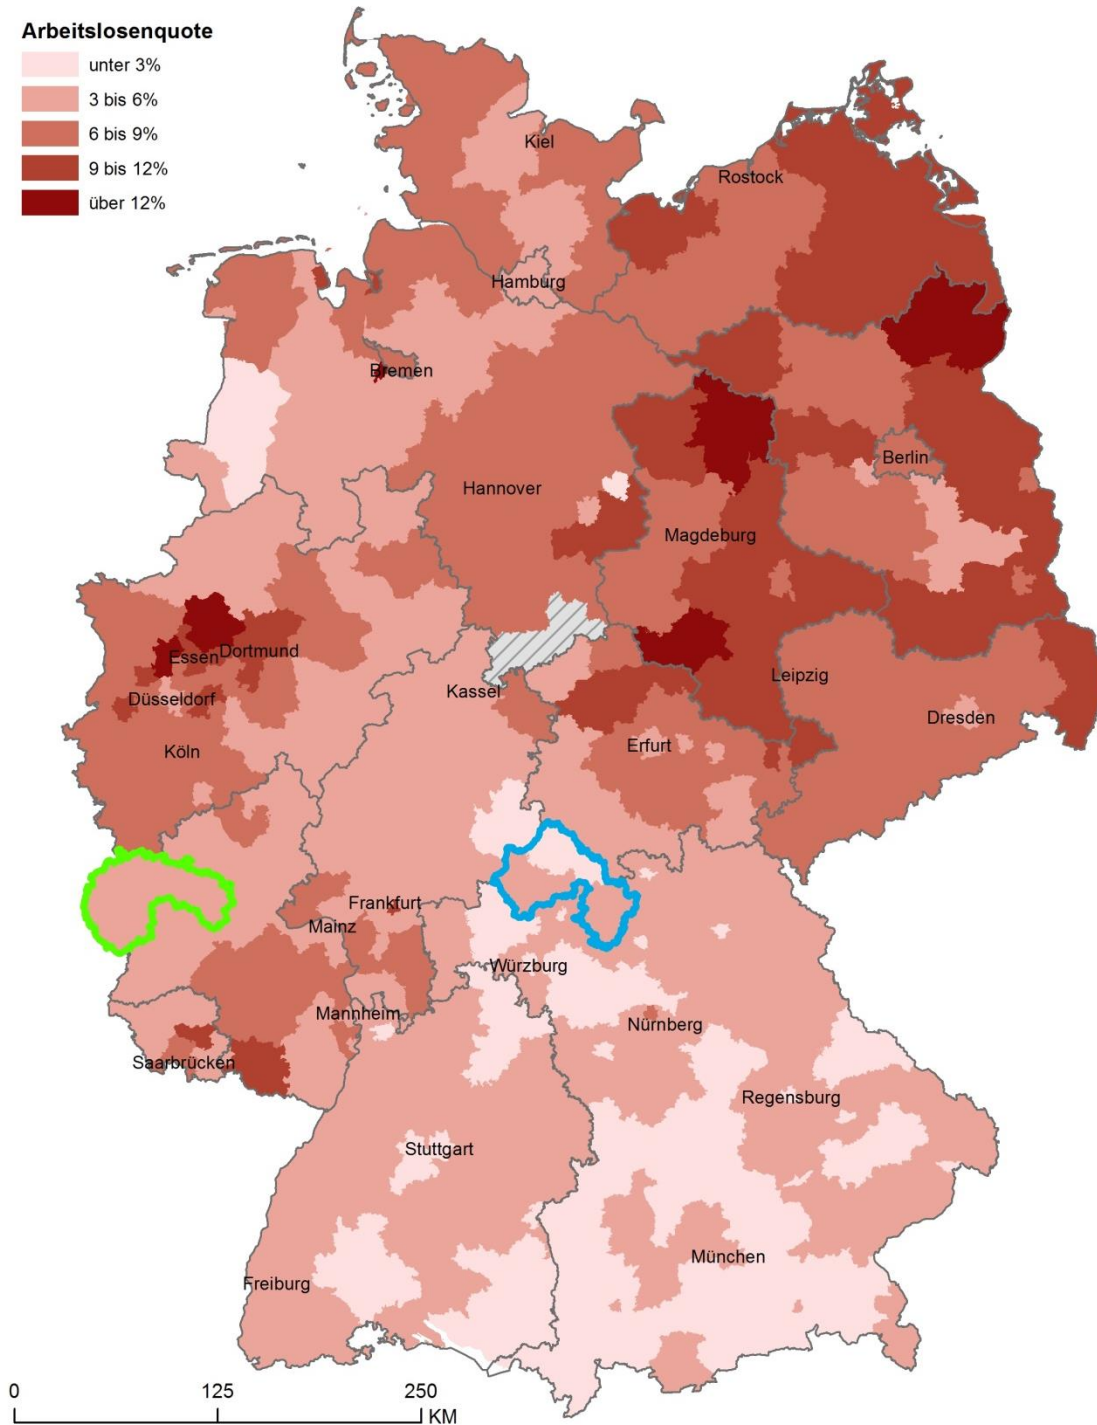 Arbeitslosenquote
unter 3%
3 bis 6%
6 bis 9%
9 bis 12%
über 12%
Kiel
Rostock
Hamburg
Bremen
Berlin
Hannover
Magdeburg
Essen
Dortmund
Leipzig
Düsseldorf
Kassel
Dresden
Köln
Erfurt
Frankfurt
Mainz
Würzburg
Mannheim
Nürnberg
Saarbrücken
Regensburg
Stuttgart
München
Freiburg
0 125 250
KM